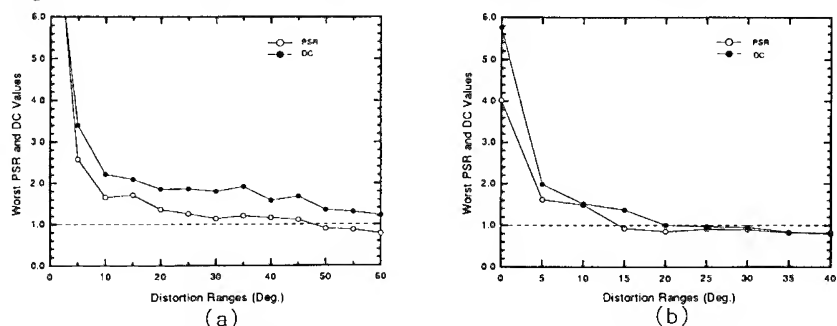 6.0
5.0
4.0
3.0
2.0
1.0
0.0
Worst PSR and DC Values
PSR
DC
0 10 20 30 40 50 60
Distortion Ranges (Deg.)
(a)
6.0
5.0
4.0
3.0
2.0
1.0
0.0
Worst PSR and DC Values
PSR
DC
0 5 10 15 20 25 30 35 40
Distortion Ranges (Deg.)
(b)